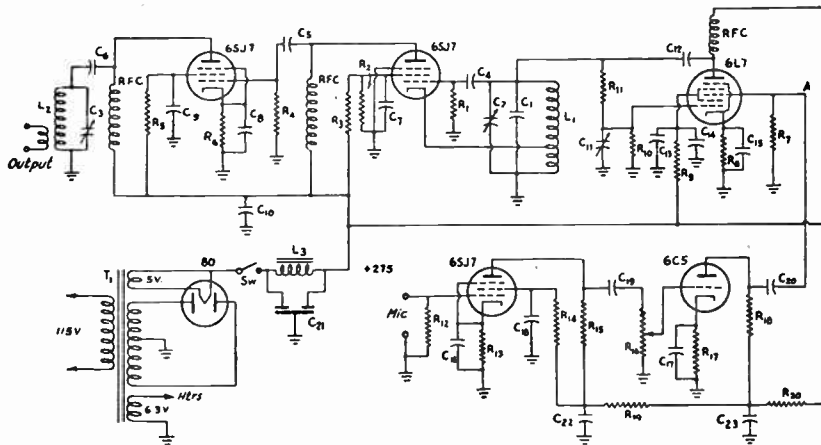 C5
6SJ7
6SJ7
C12
RFC
6L7
C6
RFC
RFC
R2
C4
A
L2
C3
R5
C9
C8
R4
R3
C7
R1
C2
C1
L1
R11
R7
R6
C11
R10
C13
C14
C15
R8
R9
Output
C10
T1
5V.
80
Sw
L3
+275
115V
C21
Htrs
6.3V
6SJ7
6C5
Mic
R12
C18
R14
R15
C19
R16
C20
R18
C16
R13
C17
R17
C22
R19
C23
R20